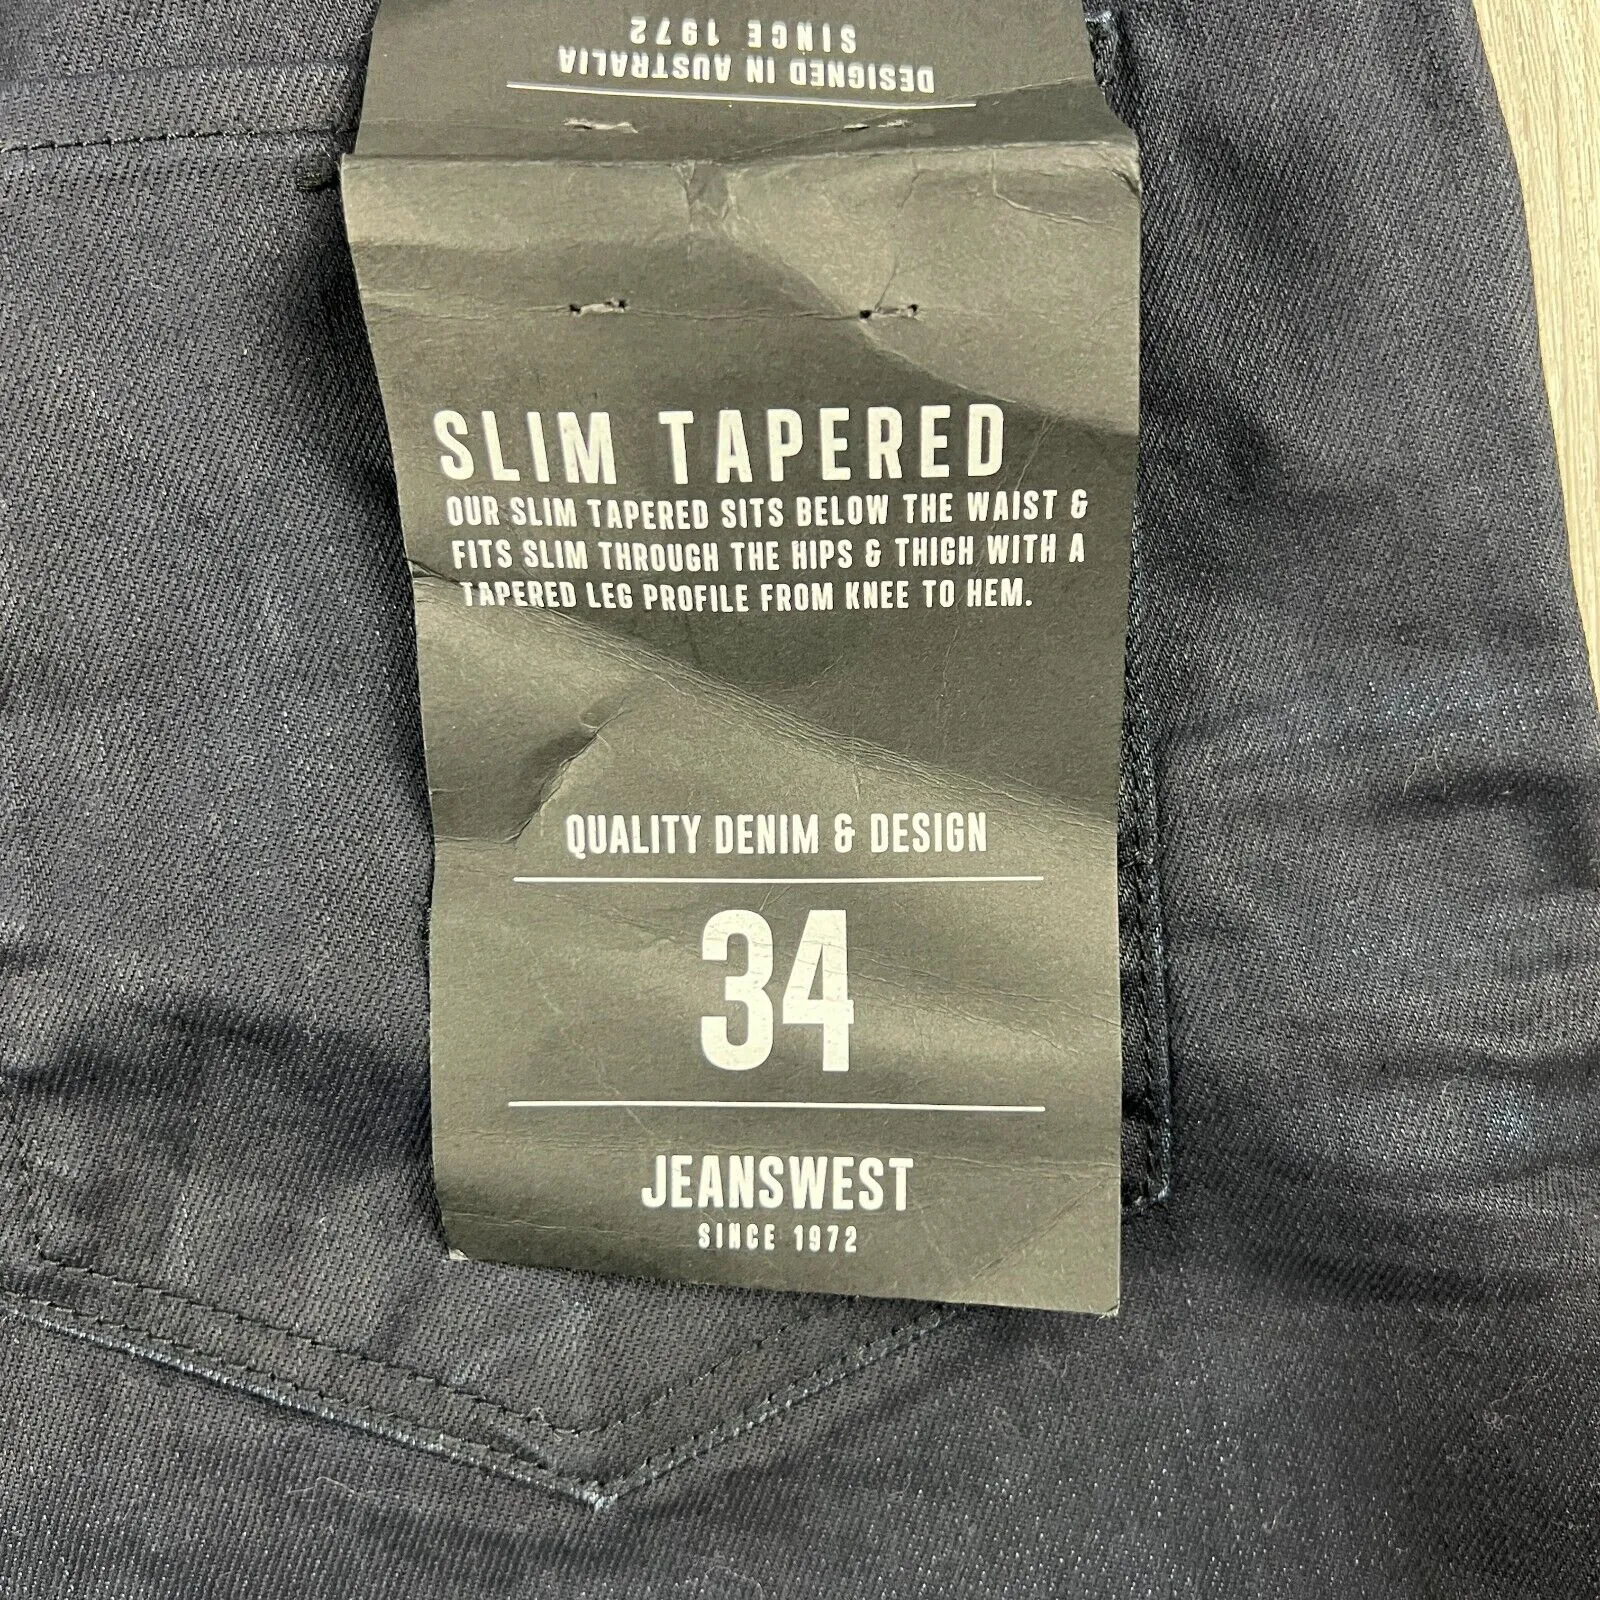 DESIGNED IN AUSTRALIA
SINCE 1972
SLIM TAPERED
OUR SLIM TAPERED SITS BELOW THE WAIST &
FITS SLIM THROUGH THE HIPS & THIGH WITH A
TAPERED LEG PROFILE FROM KNEE TO HEM.
QUALITY DENIM & DESIGN
34
JEANSWEST
SINCE 1972